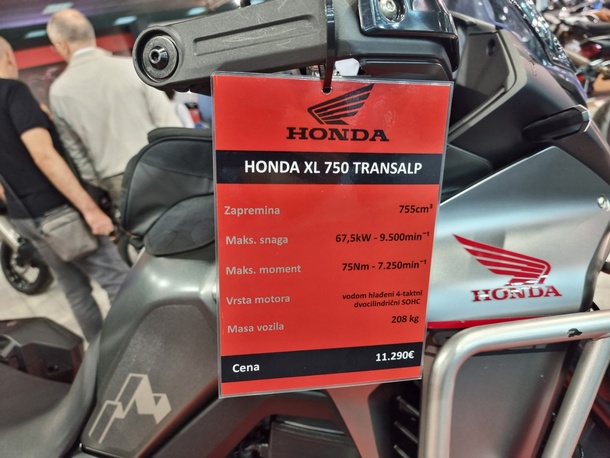 HONDA
HONDA XL 750 TRANSALP
Zapremina 755cm³
Maks. snaga 67,5kW - 9.500min⁻¹
Maks. moment 75Nm - 7.250min⁻¹
Vrsta motora vodom hlađeni 4-taktni
dvocilindrični SOHC
Masa vozila 208 kg
Cena 11.290€
HONDA